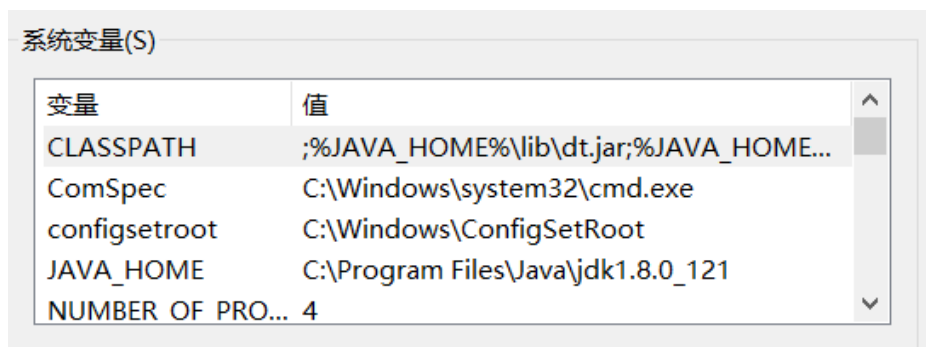 系统变量(S)
变量 值
CLASSPATH ;%JAVA_HOME%\lib\dt.jar;%JAVA_HOME...
ComSpec C:\Windows\system32\cmd.exe
configsetroot C:\Windows\ConfigSetRoot
JAVA_HOME C:\Program Files\Java\jdk1.8.0_121
NUMBER_OF_PRO... 4